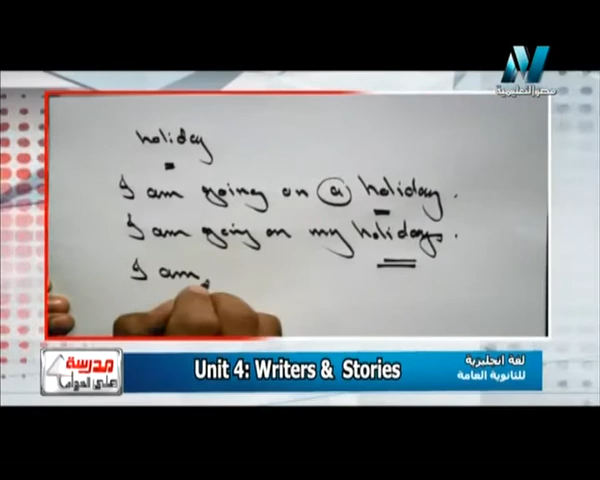 مصر التعليمية
holiday
I am going on a holiday.
I am going on my holidays.
I am
مدرسة
على الهواء
Unit 4: Writers & Stories
لغة انجليزية
للثانوية العامة